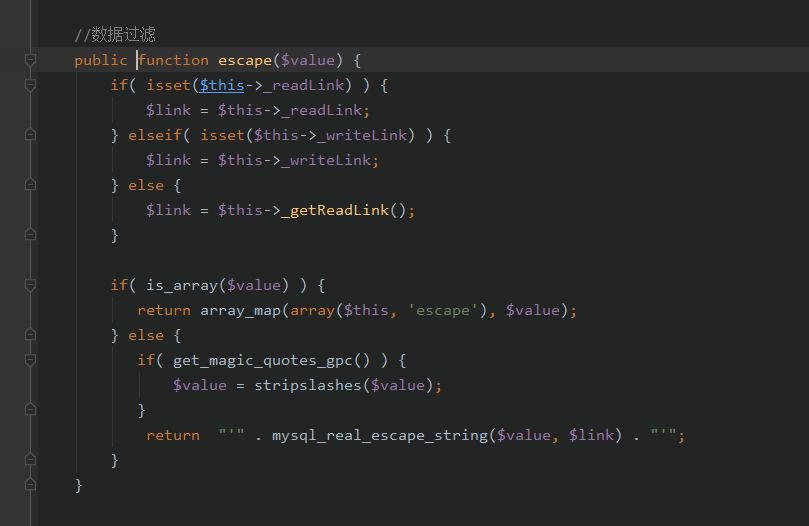 //数据过滤
public function escape($value) {
if( isset($this->_readLink) ) {
$link = $this->_readLink;
} elseif( isset($this->_writeLink) ) {
$link = $this->_writeLink;
} else {
$link = $this->_getReadLink();
}
if( is_array($value) ) {
return array_map(array($this, 'escape'), $value);
} else {
if( get_magic_quotes_gpc() ) {
$value = stripslashes($value);
}
return  "'" . mysql_real_escape_string($value, $link) . "'";
}
}